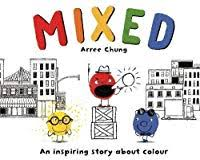 MIXED
Arree Chung
An inspiring story about colour